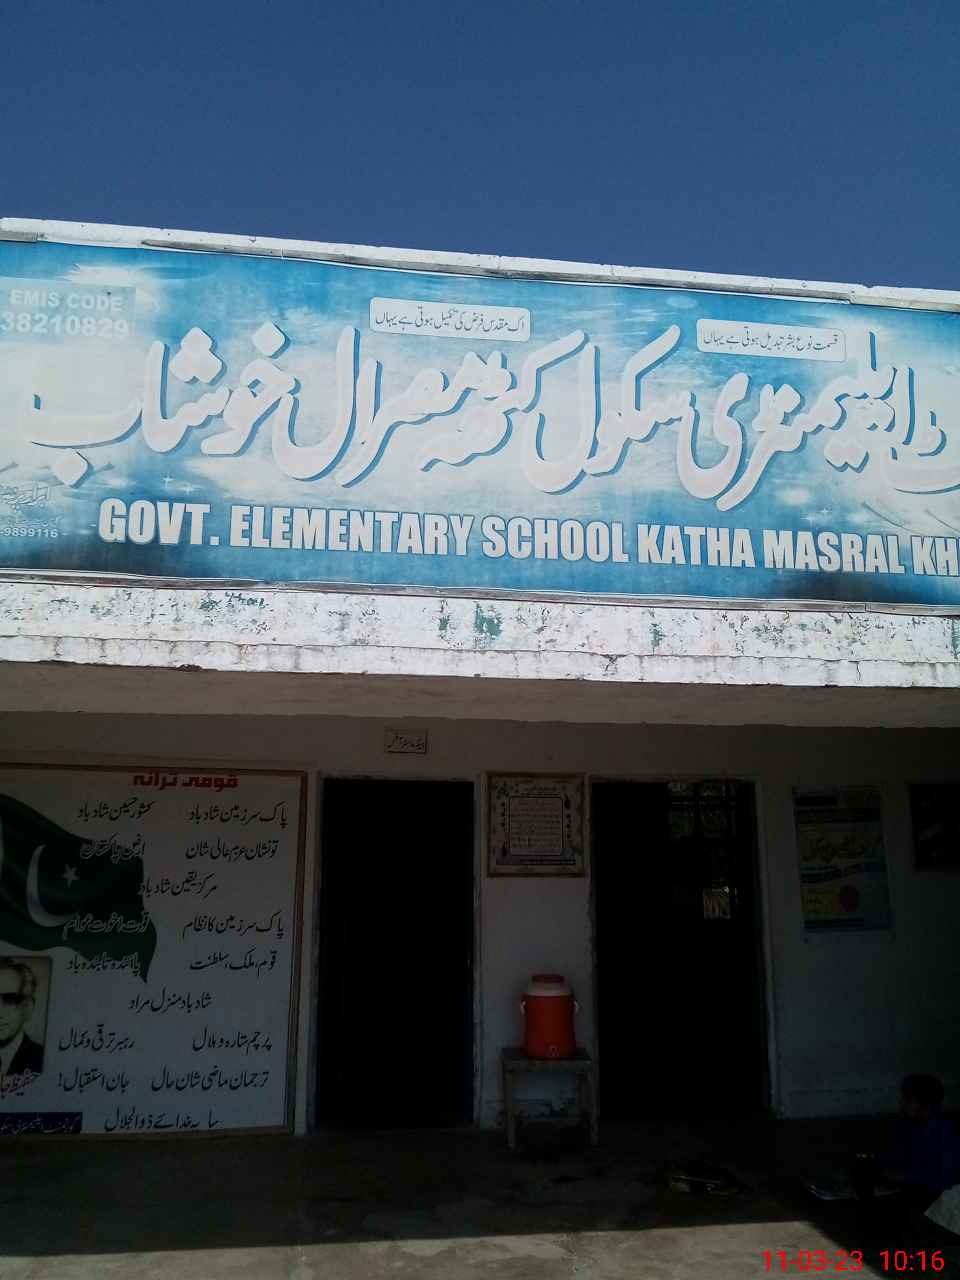 EMIS CODE
38210829
اک مقدس فرض کی تکمیل ہوتی ہے یہاں
قسمت نوع بشر تبدیل ہوتی ہے یہاں
ایلیمنٹری سکول کٹھہ مصرال خوشاب
9899116
GOVT. ELEMENTARY SCHOOL KATHA MASRAL KH
قومی ترانہ
پاک سرزمین شاد باد کشور حسین شاد باد
تو نشان عزم عالی شان ارض پاکستان
مرکز یقین شاد باد
پاک سرزمین کا نظام قوت اخوت عوام
قوم، ملک، سلطنت پائندہ تابندہ باد
شاد باد منزل مراد
پرچم ستارہ و ہلال رہبر ترقی و کمال
ترجمان ماضی شان حال جان استقبال!
سایہ خدائے ذوالجلال
11-03-23 10:16